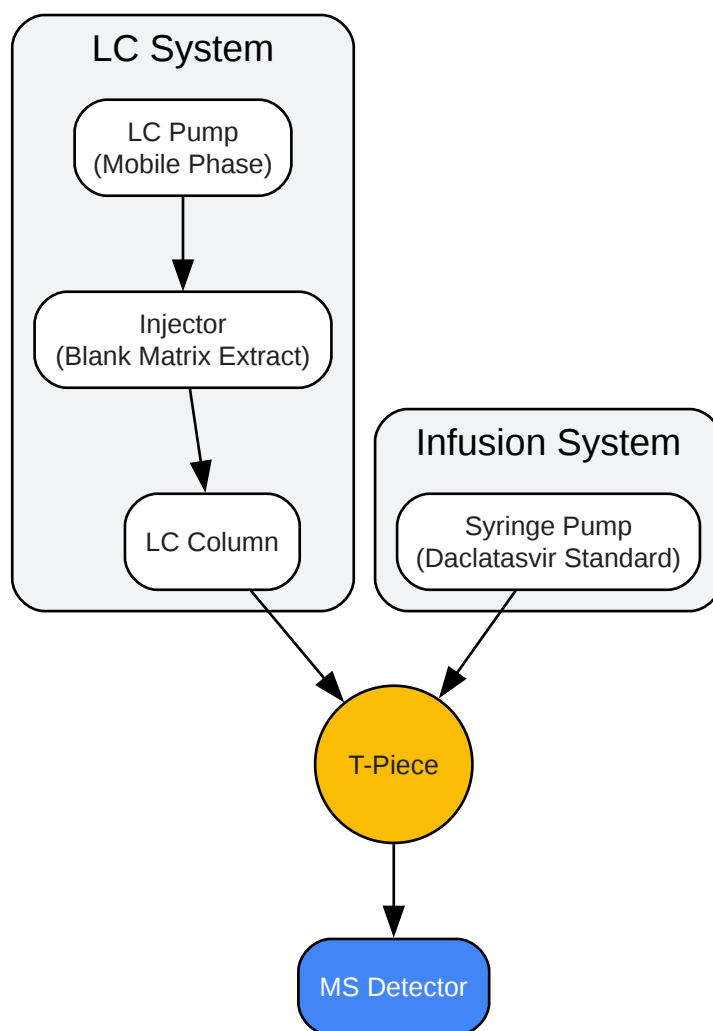 LC System
LC Pump
(Mobile Phase)
Injector
(Blank Matrix Extract)
LC Column
Infusion System
Syringe Pump
(Daclatasvir Standard)
T-Piece
MS Detector